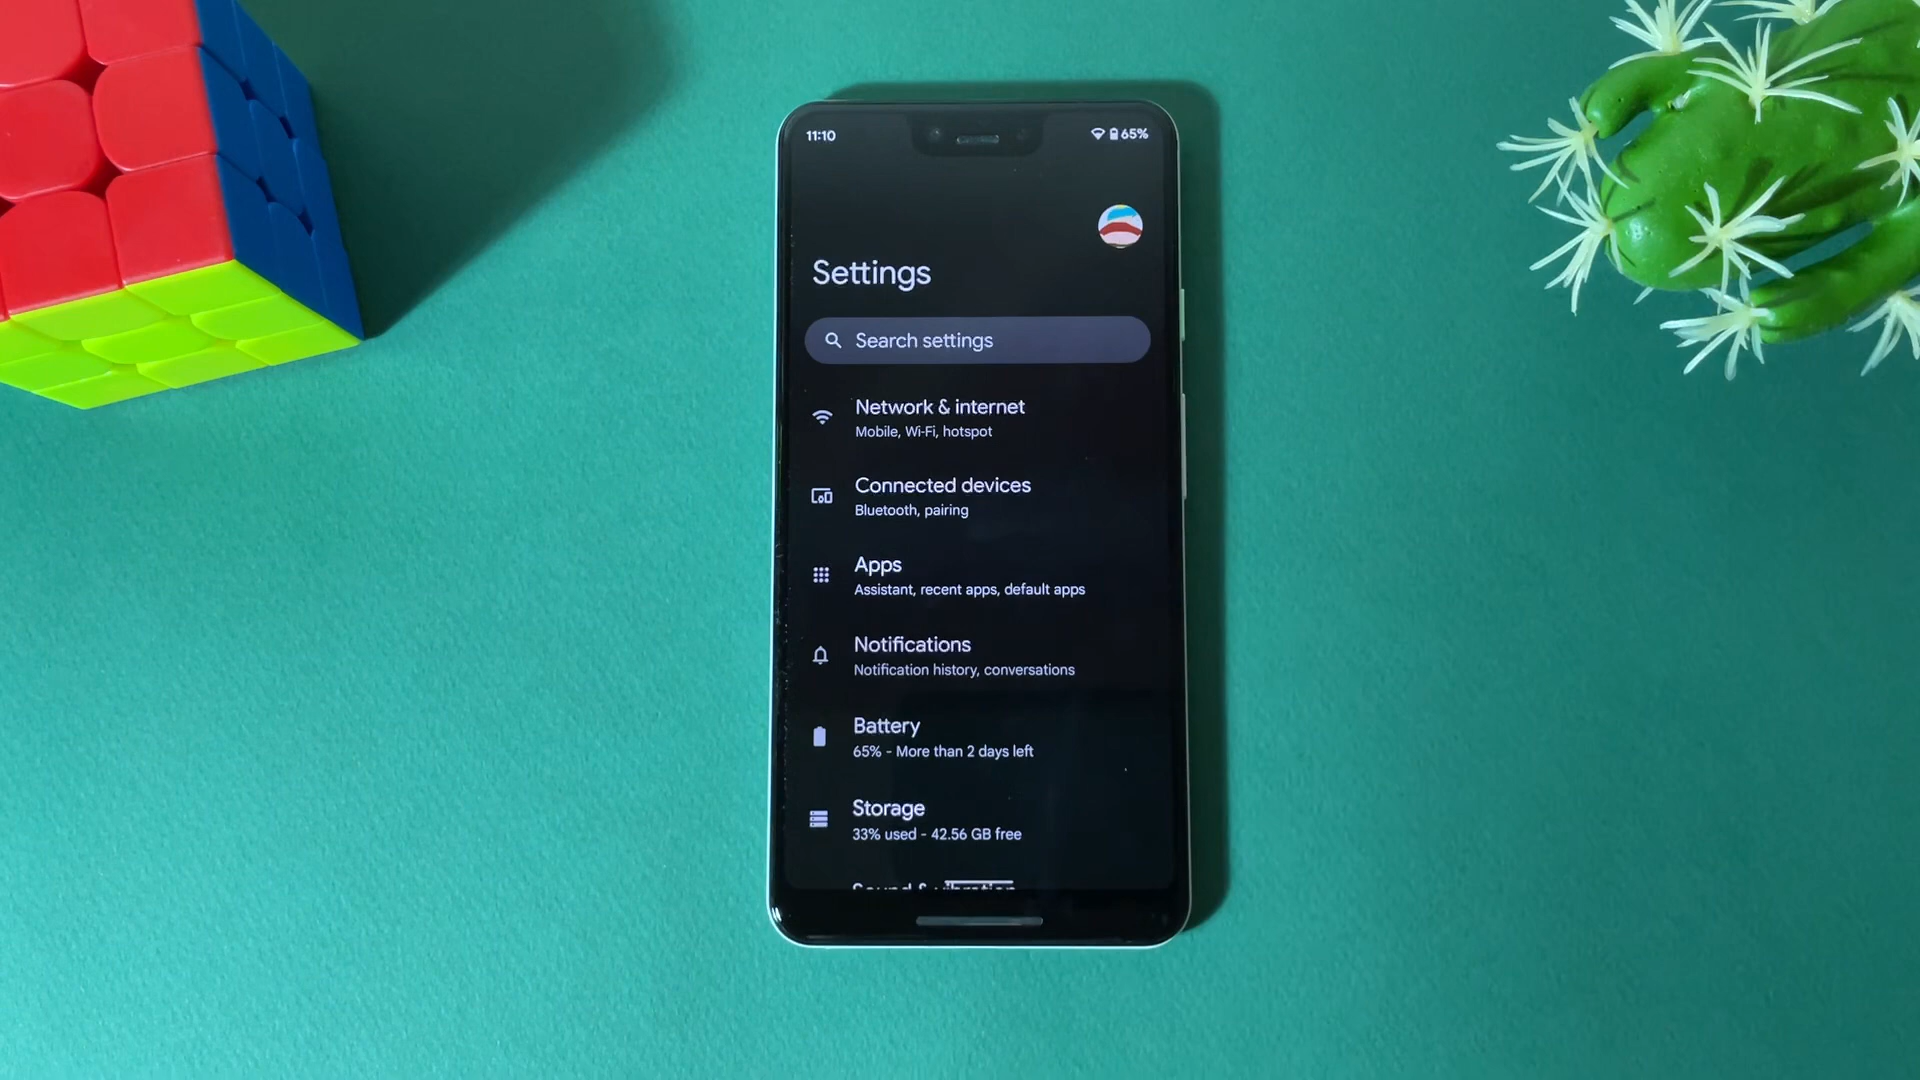 11:10
65%
Settings
Search settings
Network & internet
Mobile, Wi-Fi, hotspot
Connected devices
Bluetooth, pairing
Apps
Assistant, recent apps, default apps
Notifications
Notification history, conversations
Battery
65% - More than 2 days left
Storage
33% used - 42.56 GB free
Sound & vibration